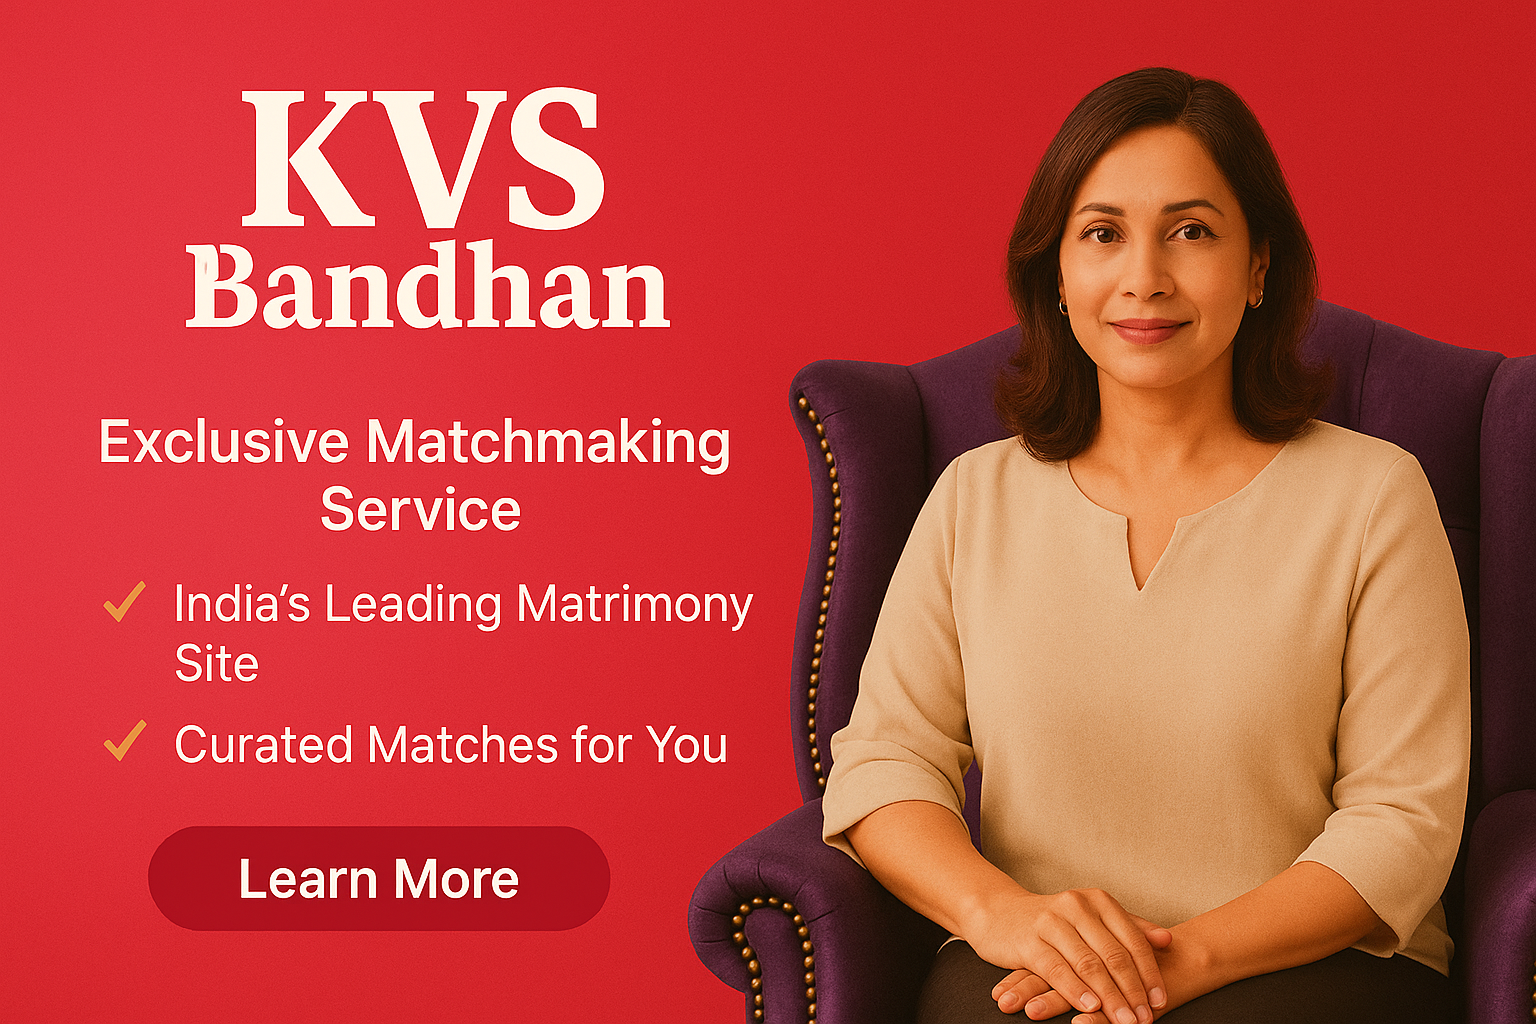 KVS
Bandhan
Exclusive Matchmaking
Service
India's Leading Matrimony
Site
Curated Matches for You
Learn More